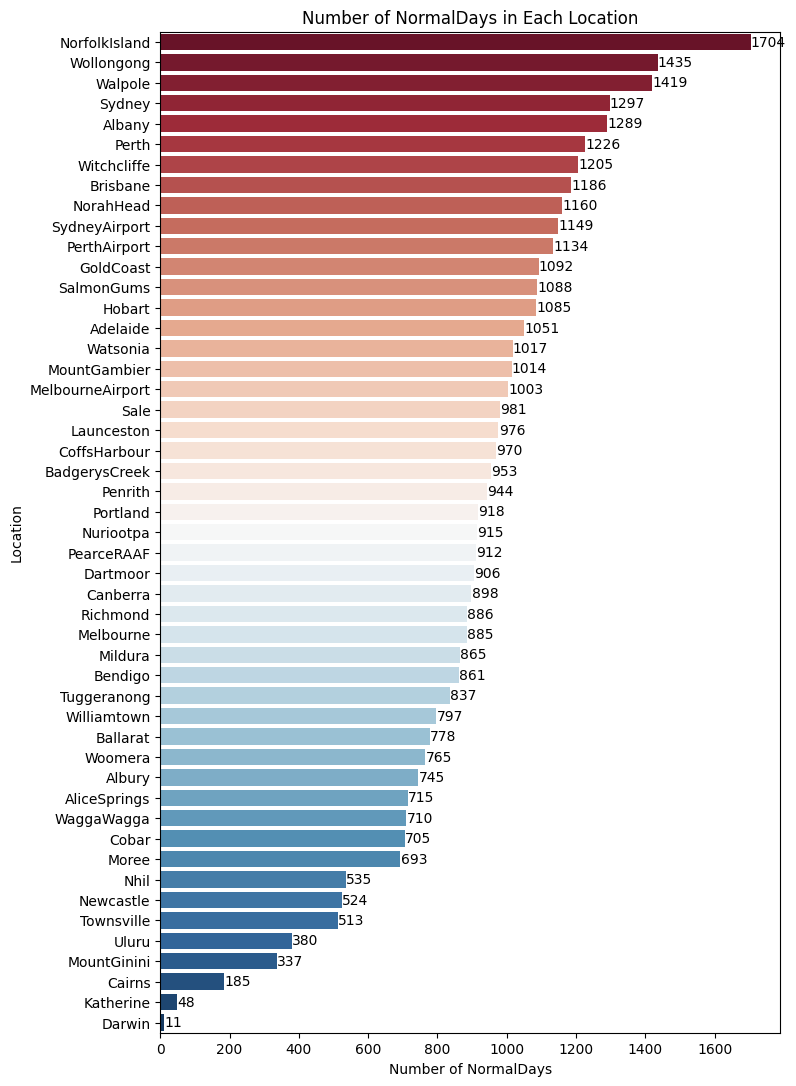 Number of NormalDays in Each Location
NorfolkIsland 1704
Wollongong 1435
Walpole 1419
Sydney 1297
Albany 1289
Perth 1226
Witchcliffe 1205
Brisbane 1186
NorahHead 1160
SydneyAirport 1149
PerthAirport 1134
GoldCoast 1092
SalmonGums 1088
Hobart 1085
Adelaide 1051
Watsonia 1017
MountGambier 1014
MelbourneAirport 1003
Sale 981
Launceston 976
CoffsHarbour 970
BadgerysCreek 953
Penrith 944
Portland 918
Nuriootpa 915
PearceRAAF 912
Dartmoor 906
Canberra 898
Richmond 886
Melbourne 885
Mildura 865
Bendigo 861
Tuggeranong 837
Williamtown 797
Ballarat 778
Woomera 765
Albury 745
AliceSprings 715
WaggaWagga 710
Cobar 705
Moree 693
Nhil 535
Newcastle 524
Townsville 513
Uluru 380
MountGinini 337
Cairns 185
Katherine 48
Darwin 11
Location
0 200 400 600 800 1000 1200 1400 1600
Number of NormalDays